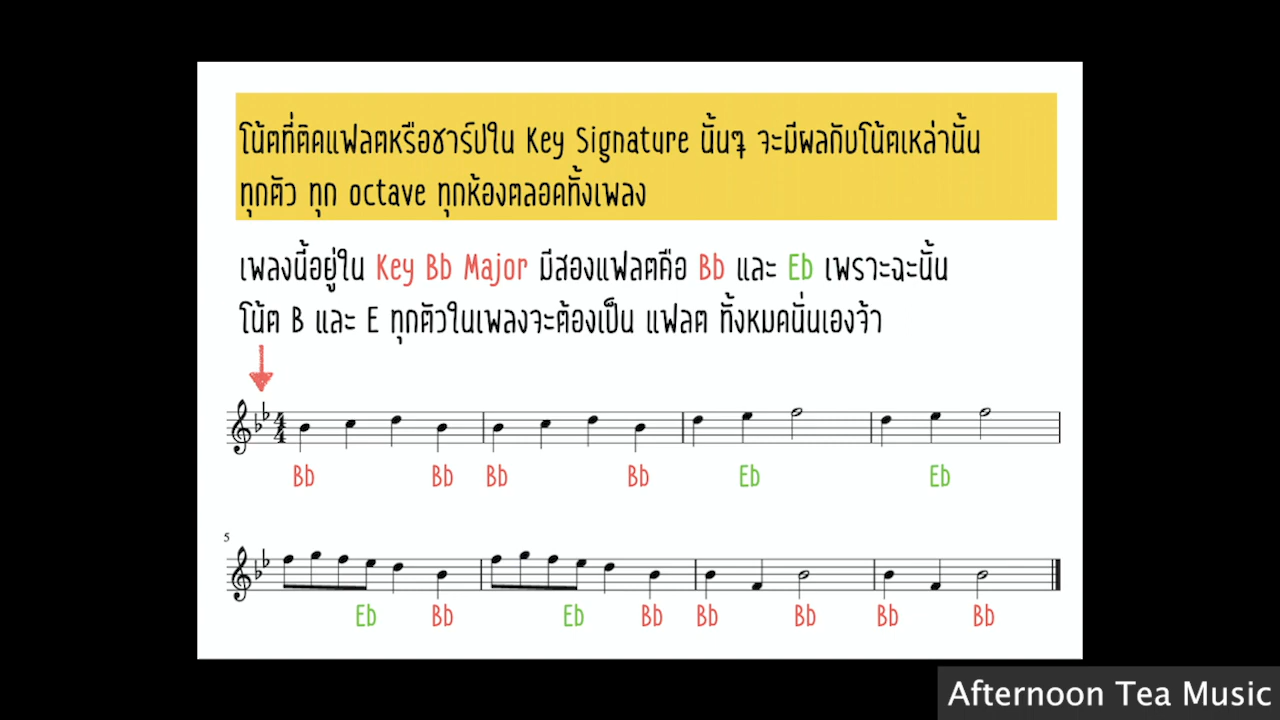 โน้ตที่ติดแฟลตหรือชาร์ปใน Key Signature นั้นๆ จะมีผลกับโน้ตเหล่านั้น
ทุกตัว ทุก octave ทุกห้องตลอดทั้งเพลง
เพลงนี้อยู่ใน Key Bb Major มีสองแฟลตคือ Bb และ Eb เพราะฉะนั้น
โน้ต B และ E ทุกตัวในเพลงจะต้องเป็น แฟลต ทั้งหมดนั่นเองจ้า
4
4
Bb Bb Bb Bb Eb Eb
5
Eb Bb Eb Bb Bb Bb Bb Bb
Afternoon Tea Music